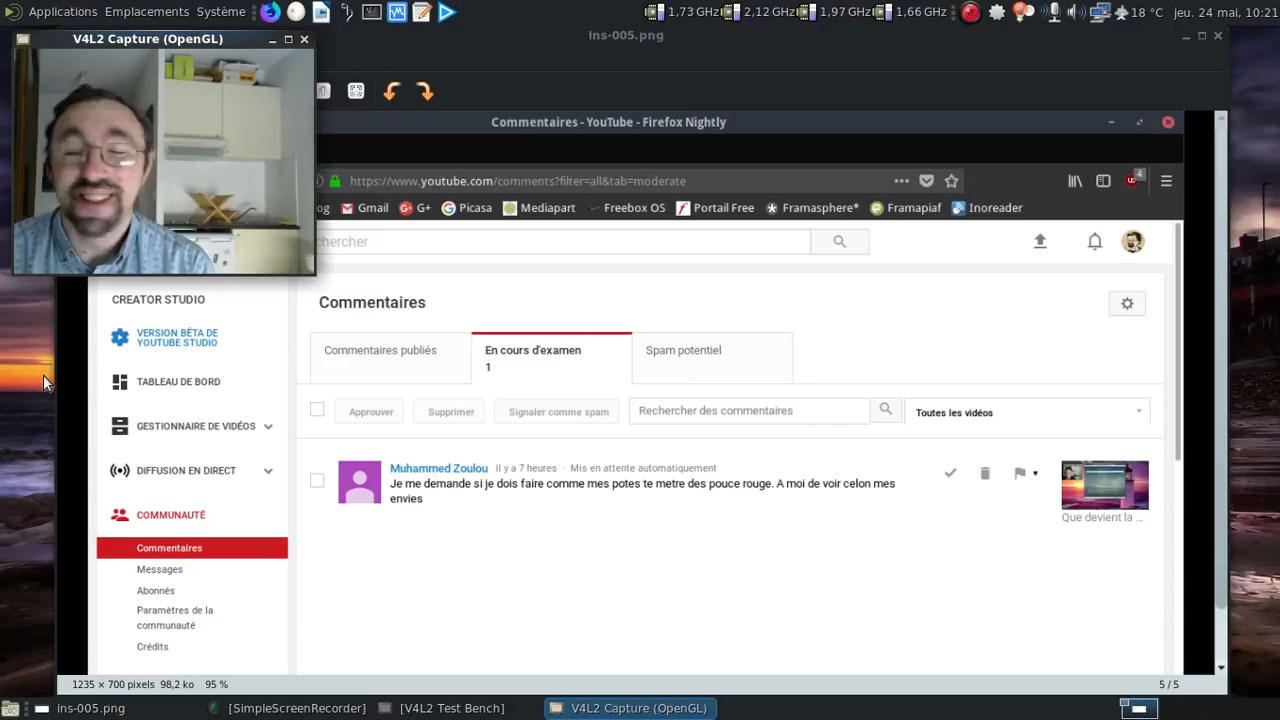 Applications Emplacements Système
1,73 GHz 2,12 GHz 1,97 GHz 1,66 GHz 18 °C jeu. 24 mai, 10:21
V4L2 Capture (OpenGL)
ins-005.png
Commentaires - YouTube - Firefox Nightly
https://www.youtube.com/comments?filter=all&tab=moderate
4
Gmail G+ Picasa Mediapart Freebox OS Portail Free Framasphere* Framapiaf Inoreader
CREATOR STUDIO
VERSION BÊTA DE
YOUTUBE STUDIO
TABLEAU DE BORD
GESTIONNAIRE DE VIDÉOS
DIFFUSION EN DIRECT
COMMUNAUTÉ
Commentaires
Messages
Abonnés
Paramètres de la
communauté
Crédits
Commentaires
Commentaires publiés
En cours d'examen
1
Spam potentiel
Approuver Supprimer Signaler comme spam Rechercher des commentaires Toutes les vidéos
Muhammed Zoulou il y a 7 heures · Mis en attente automatiquement
Je me demande si je dois faire comme mes potes te metre des pouce rouge. A moi de voir celon mes
envies
Que devient la ...
1235 × 700 pixels 98,2 ko 95 % 5 / 5
ins-005.png [SimpleScreenRecorder] [V4L2 Test Bench] V4L2 Capture (OpenGL)